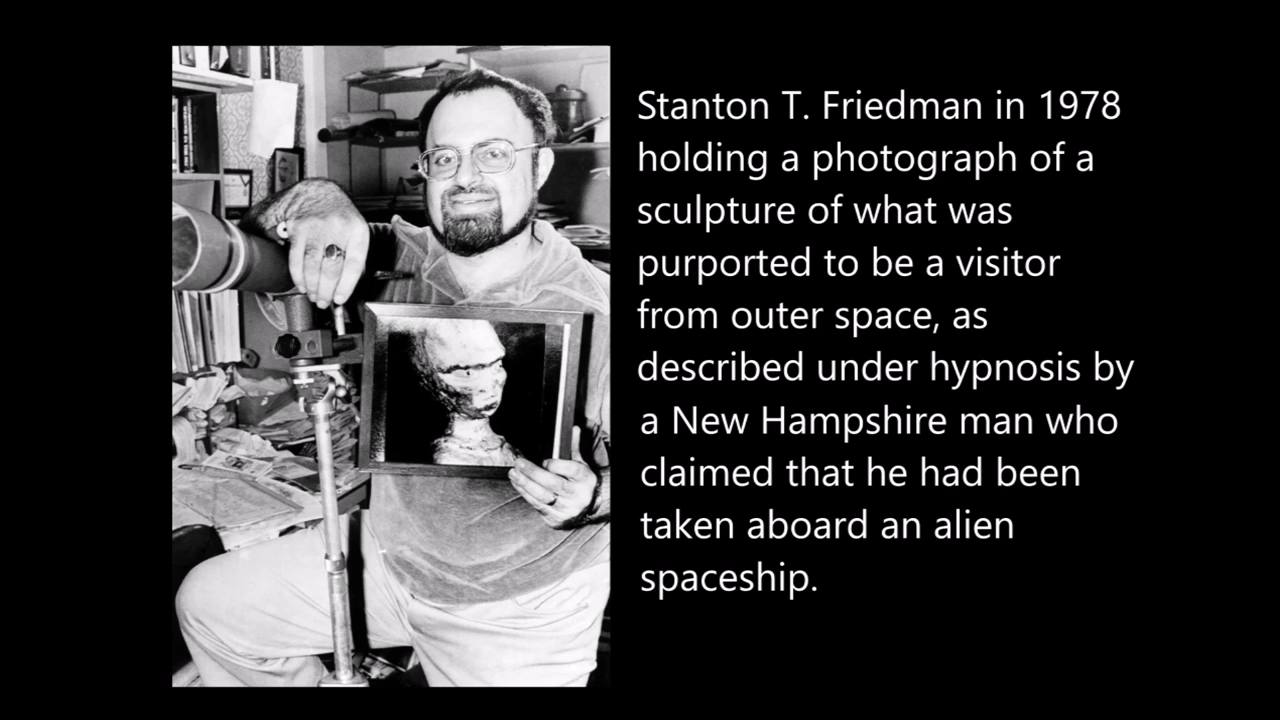 Stanton T. Friedman in 1978
holding a photograph of a
sculpture of what was
purported to be a visitor
from outer space, as
described under hypnosis by
a New Hampshire man who
claimed that he had been
taken aboard an alien
spaceship.